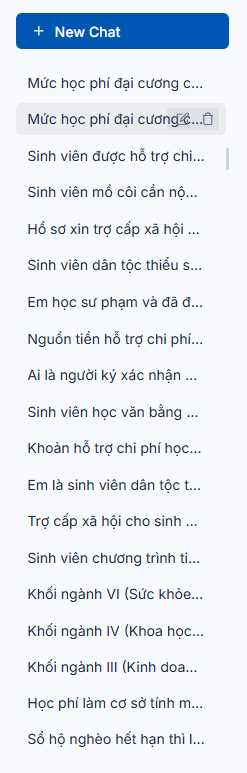 + New Chat
Mức học phí đại cương c...
Mức học phí đại cương c...
Sinh viên được hỗ trợ chi...
Sinh viên mồ côi cần nộ...
Hồ sơ xin trợ cấp xã hội ...
Sinh viên dân tộc thiểu s...
Em học sư phạm và đã đ...
Nguồn tiền hỗ trợ chi phí...
Ai là người ký xác nhận ...
Sinh viên học văn bằng ...
Khoản hỗ trợ chi phí học...
Em là sinh viên dân tộc t...
Trợ cấp xã hội cho sinh ...
Sinh viên chương trình ti...
Khối ngành VI (Sức khỏe...
Khối ngành IV (Khoa học...
Khối ngành III (Kinh doa...
Học phí làm cơ sở tính m...
Sổ hộ nghèo hết hạn thì l...